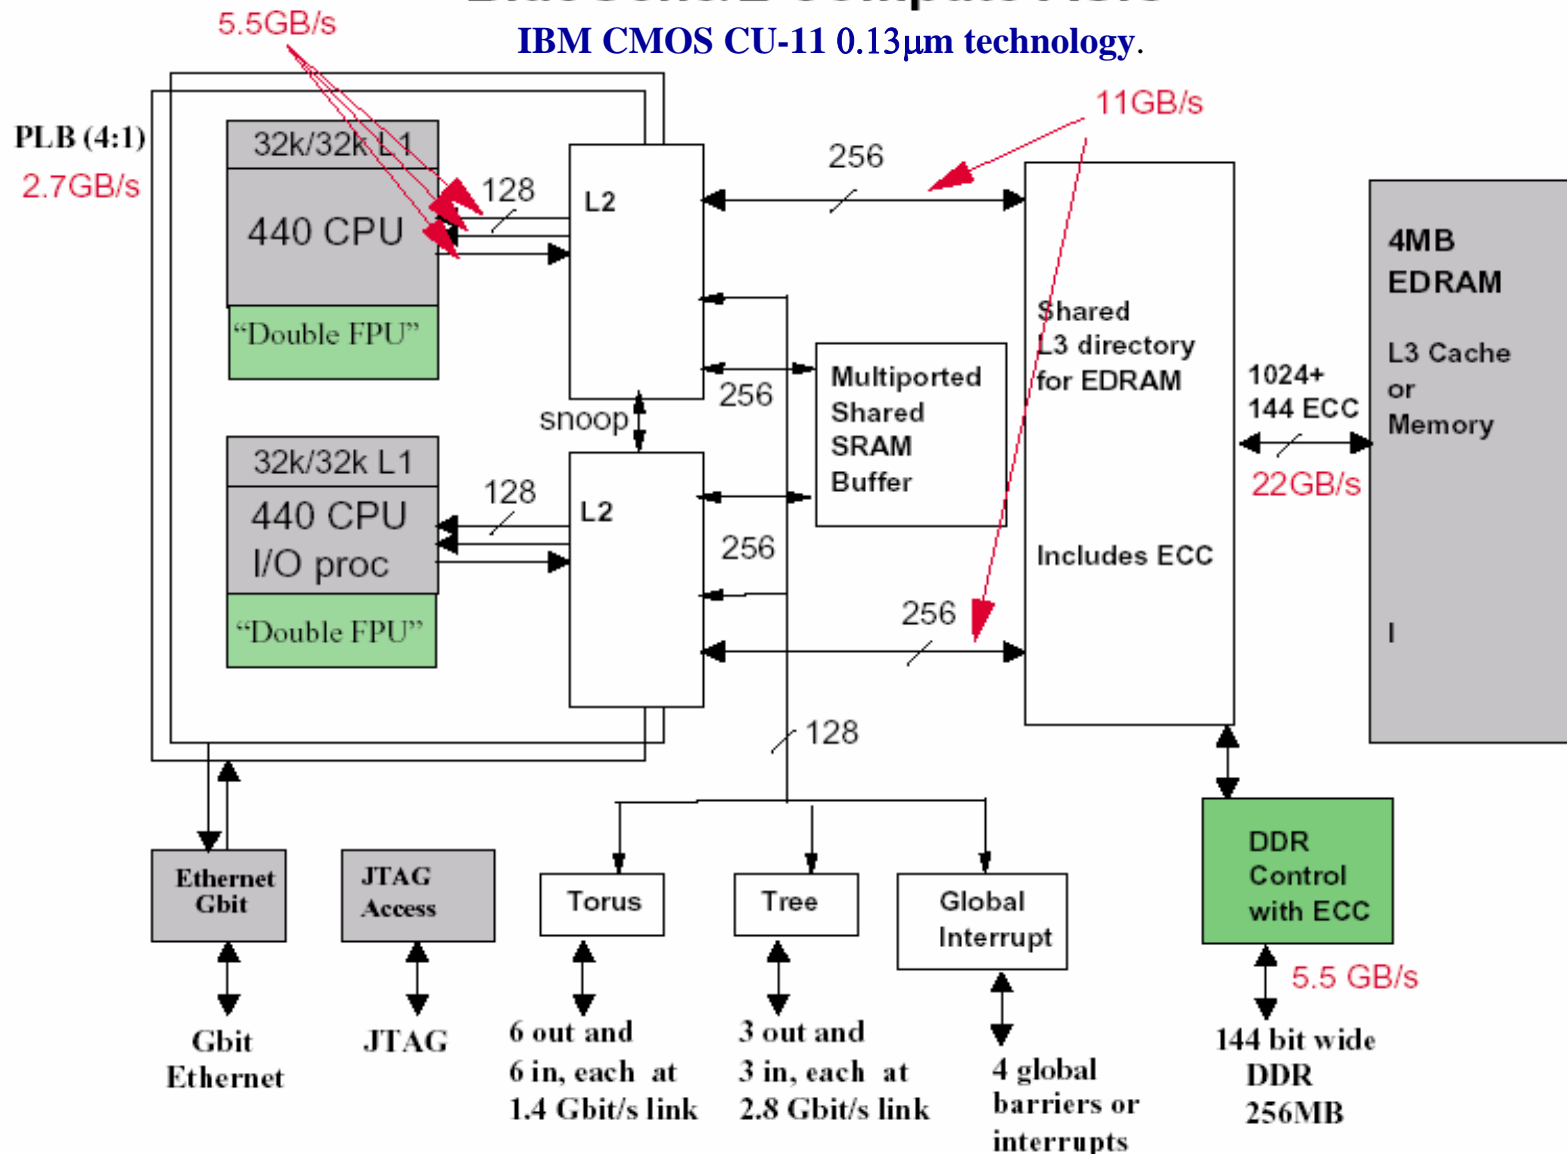 IBM CMOS CU-11 0.13μm technology.
5.5GB/s
11GB/s
PLB (4:1)
2.7GB/s
32k/32k L1
440 CPU
“Double FPU”
128
L2
256
snoop
256
Multiported
Shared
SRAM
Buffer
Shared
L3 directory
for EDRAM
Includes ECC
1024+
144 ECC
22GB/s
4MB
EDRAM
L3 Cache
or
Memory
l
32k/32k L1
440 CPU
I/O proc
“Double FPU”
128
L2
256
256
128
Ethernet
Gbit
JTAG
Access
Torus
Tree
Global
Interrupt
DDR
Control
with ECC
5.5 GB/s
Gbit
Ethernet
JTAG
6 out and
6 in, each at
1.4 Gbit/s link
3 out and
3 in, each at
2.8 Gbit/s link
4 global
barriers or
interrupts
144 bit wide
DDR
256MB